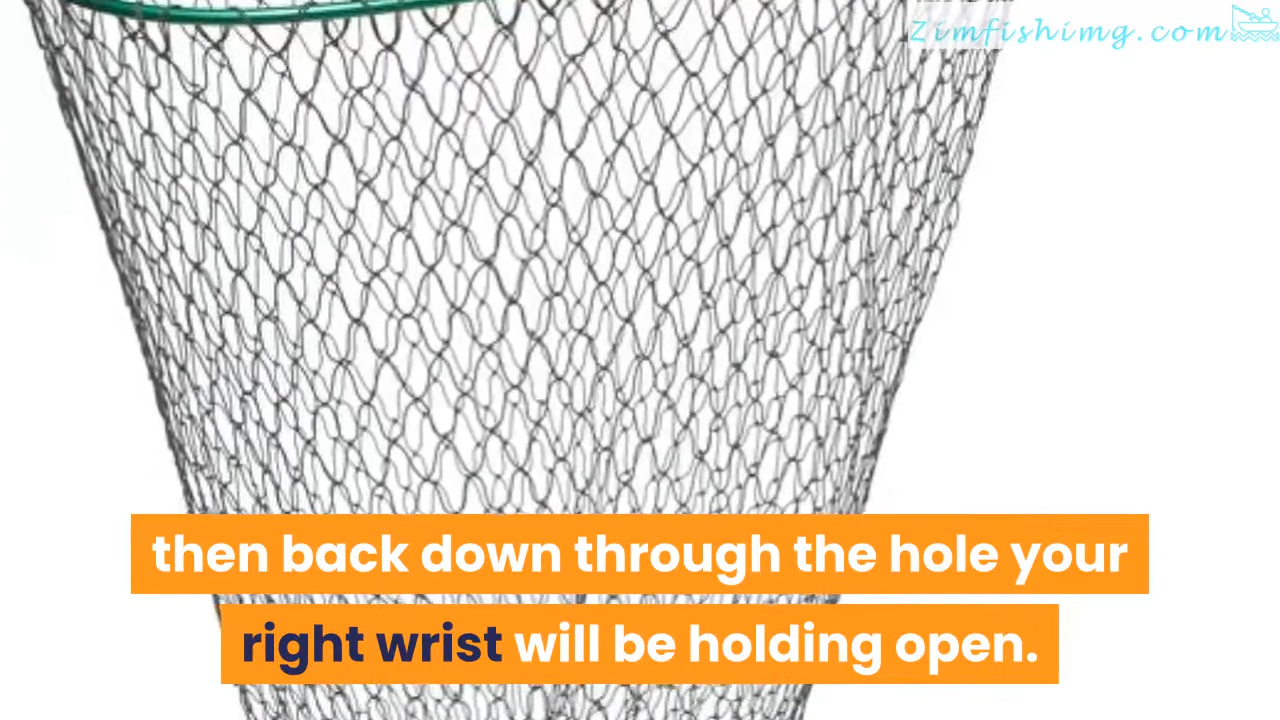 Zimfishimg.com
then back down through the hole your
right wrist will be holding open.